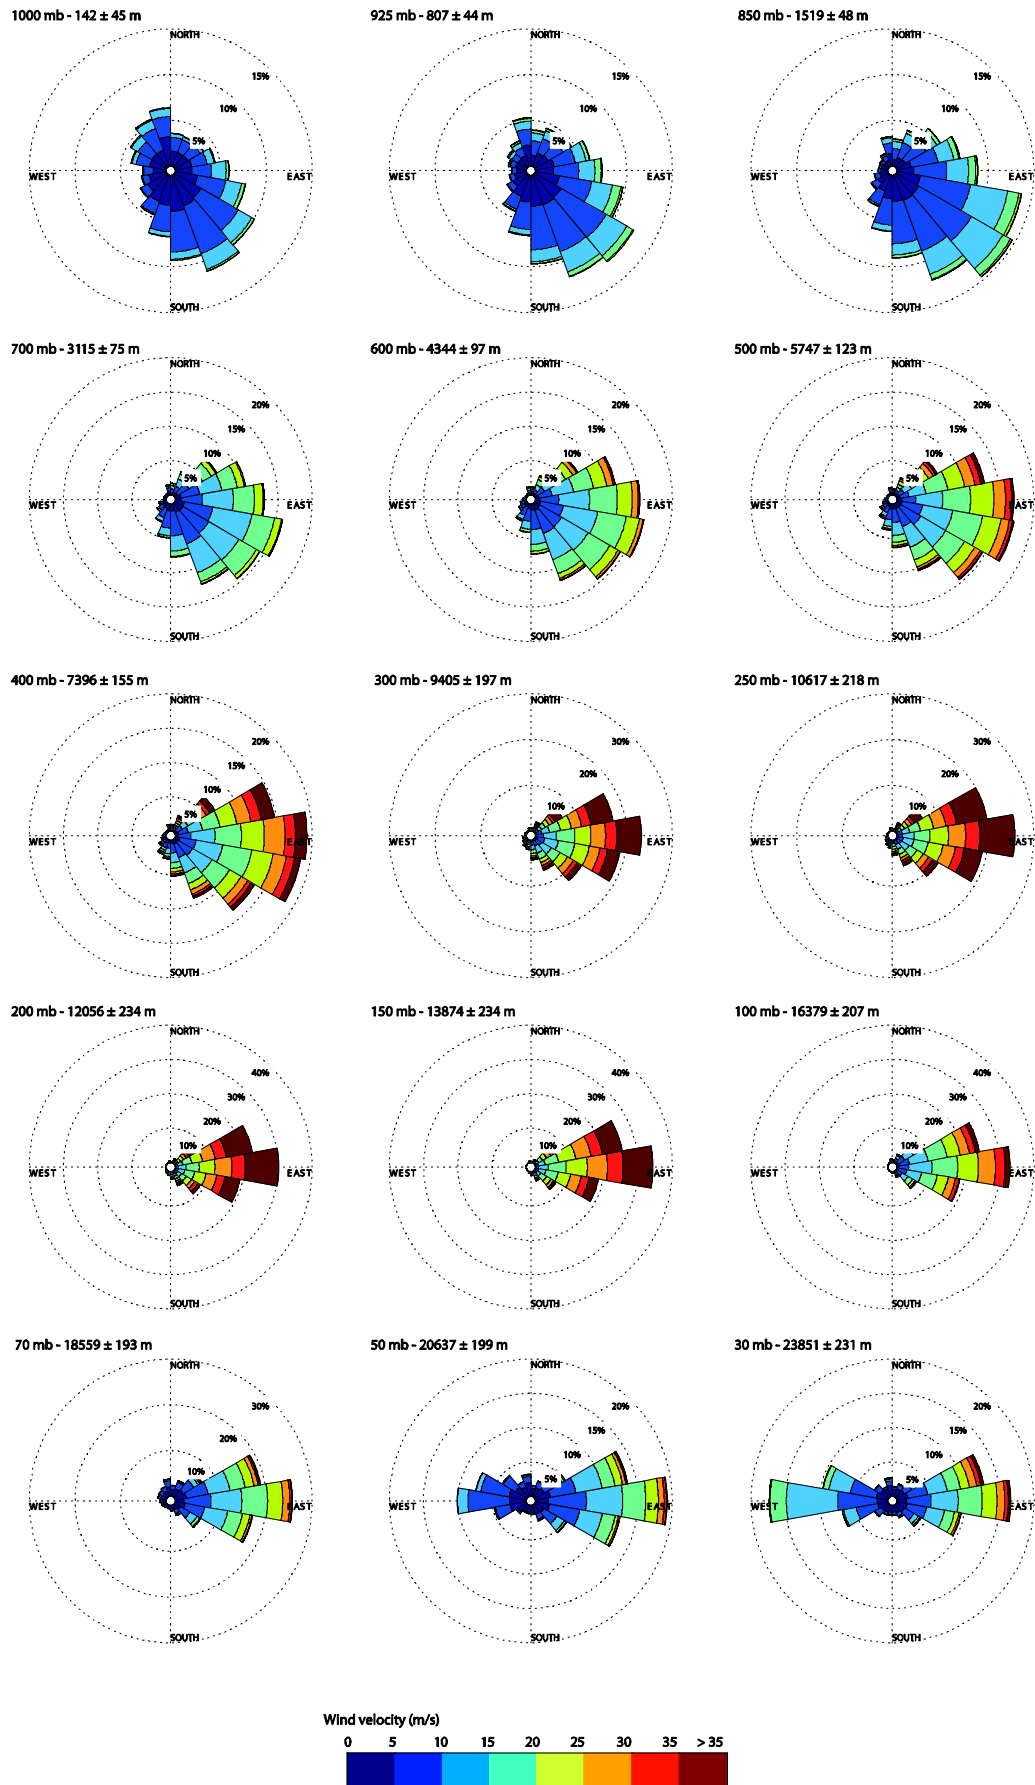 1000 mb - 142 ± 45 m
925 mb - 807 ± 44 m
850 mb - 1519 ± 48 m
NORTH
NORTH
NORTH
15%
15%
15%
10%
10%
10%
5%
5%
5%
WEST
EAST
WEST
EAST
WEST
EAST
SOUTH
SOUTH
SOUTH
700 mb - 3115 ± 75 m
600 mb - 4344 ± 97 m
500 mb - 5747 ± 123 m
NORTH
NORTH
NORTH
20%
20%
20%
15%
15%
15%
10%
10%
10%
5%
5%
5%
WEST
EAST
WEST
EAST
WEST
EAST
SOUTH
SOUTH
SOUTH
400 mb - 7396 ± 155 m
300 mb - 9405 ± 197 m
250 mb - 10617 ± 218 m
NORTH
NORTH
NORTH
20%
30%
30%
15%
20%
20%
10%
10%
10%
5%
WEST
EAST
WEST
EAST
WEST
EAST
SOUTH
SOUTH
SOUTH
200 mb - 12056 ± 234 m
150 mb - 13874 ± 234 m
100 mb - 16379 ± 207 m
NORTH
NORTH
NORTH
40%
40%
40%
30%
30%
30%
20%
20%
20%
10%
10%
10%
WEST
EAST
WEST
EAST
WEST
EAST
SOUTH
SOUTH
SOUTH
70 mb - 18559 ± 193 m
50 mb - 20637 ± 199 m
30 mb - 23851 ± 231 m
NORTH
NORTH
NORTH
30%
20%
20%
20%
15%
15%
10%
10%
10%
5%
5%
WEST
EAST
WEST
EAST
WEST
EAST
SOUTH
SOUTH
SOUTH
Wind velocity (m/s)
0 5 10 15 20 25 30 35 > 35